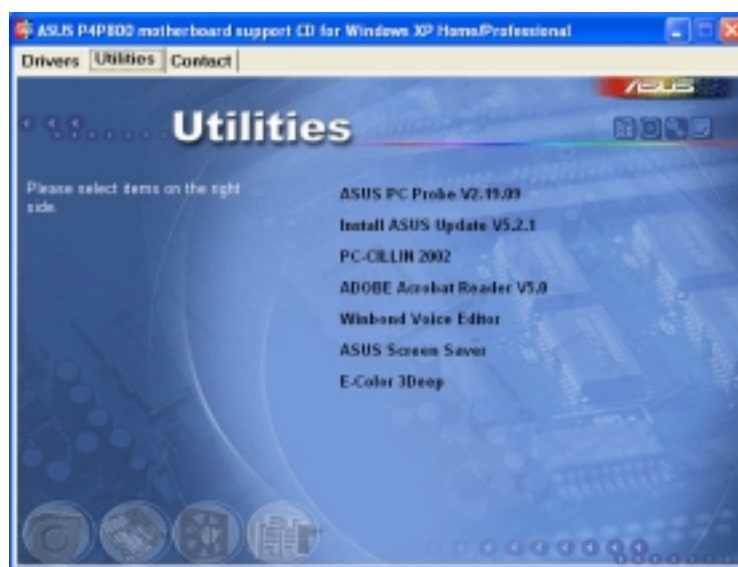 ASUS P4P800 motherboard support CD for Windows XP Home/Professional
Drivers Utilities Contact
ASUS
Utilities
Please select items on the right
side.
ASUS PC Probe V2.19.09
Install ASUS Update V5.2.1
PC-CILLIN 2002
ADOBE Acrobat Reader V5.0
Winbond Voice Editor
ASUS Screen Saver
E-Color 3Deep